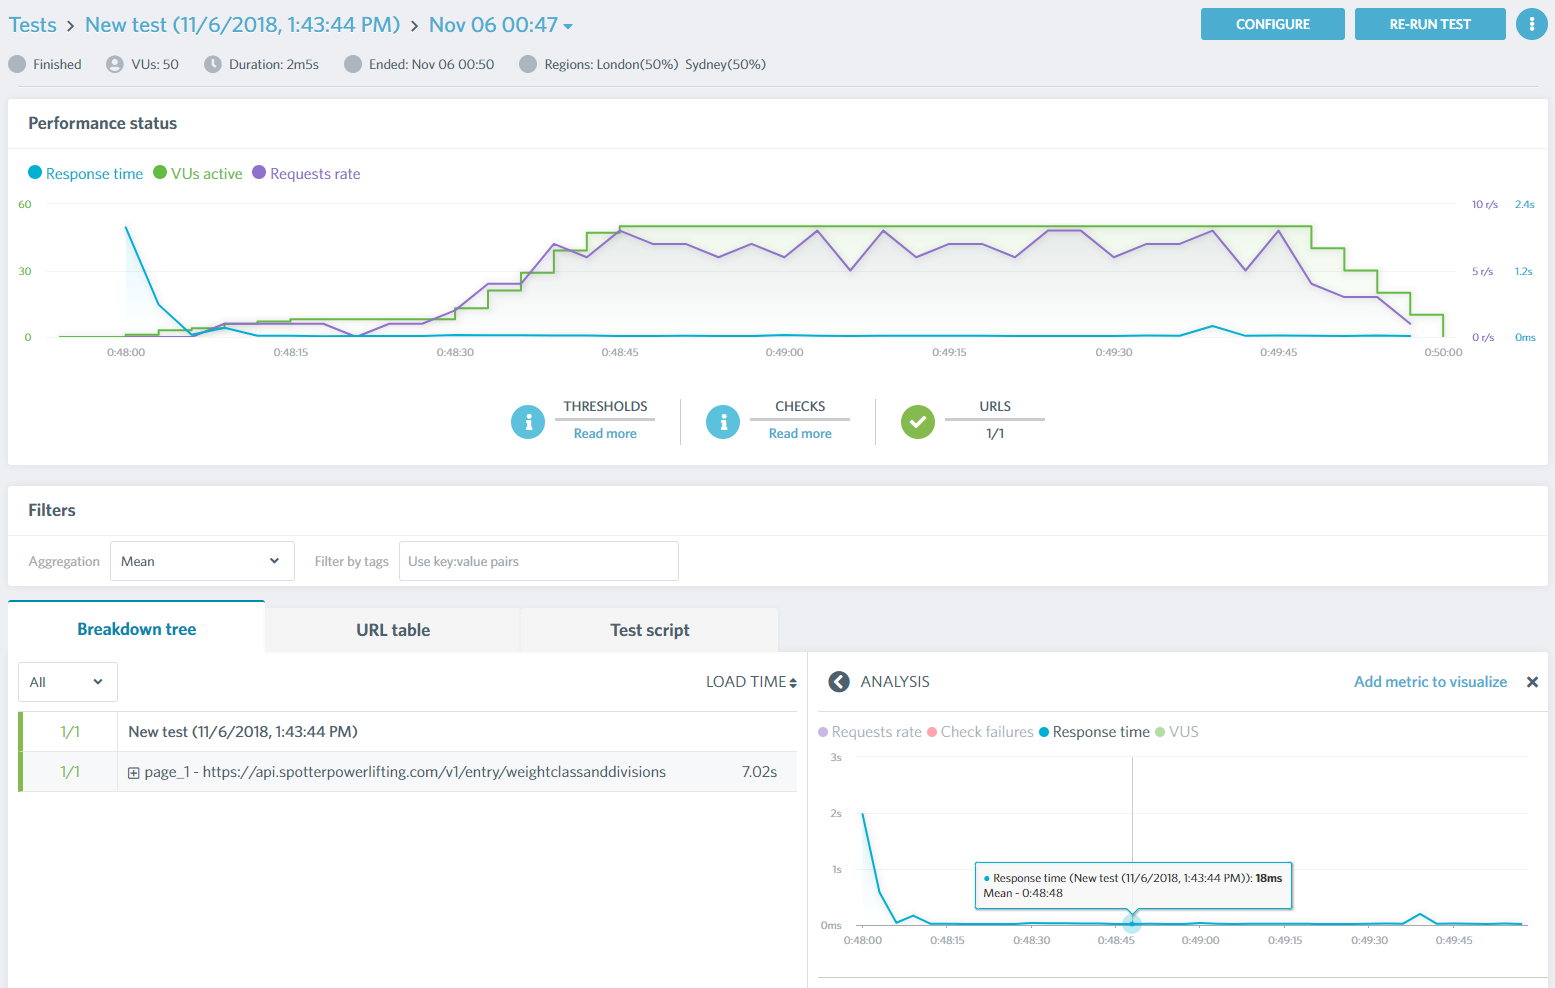 Tests > New test (11/6/2018, 1:43:44 PM) > Nov 06 00:47
CONFIGURE
RE-RUN TEST
Finished
VUs: 50
Duration: 2m5s
Ended: Nov 06 00:50
Regions: London(50%) Sydney(50%)
Performance status
Response time
VUs active
Requests rate
60
10 r/s
2.4s
30
5 r/s
1.2s
0
0 r/s
0ms
0:48:00
0:48:15
0:48:30
0:48:45
0:49:00
0:49:15
0:49:30
0:49:45
0:50:00
THRESHOLDS
Read more
CHECKS
Read more
URLS
1/1
Filters
Aggregation
Mean
Filter by tags
Use key:value pairs
Breakdown tree
URL table
Test script
All
LOAD TIME
1/1
New test (11/6/2018, 1:43:44 PM)
1/1
page_1 - https://api.spotterpowerlifting.com/v1/entry/weightclassanddivisions
7.02s
ANALYSIS
Add metric to visualize
Requests rate
Check failures
Response time
VUS
3s
2s
1s
0ms
Response time (New test (11/6/2018, 1:43:44 PM)): 18ms
Mean - 0:48:48
0:48:00
0:48:15
0:48:30
0:48:45
0:49:00
0:49:15
0:49:30
0:49:45